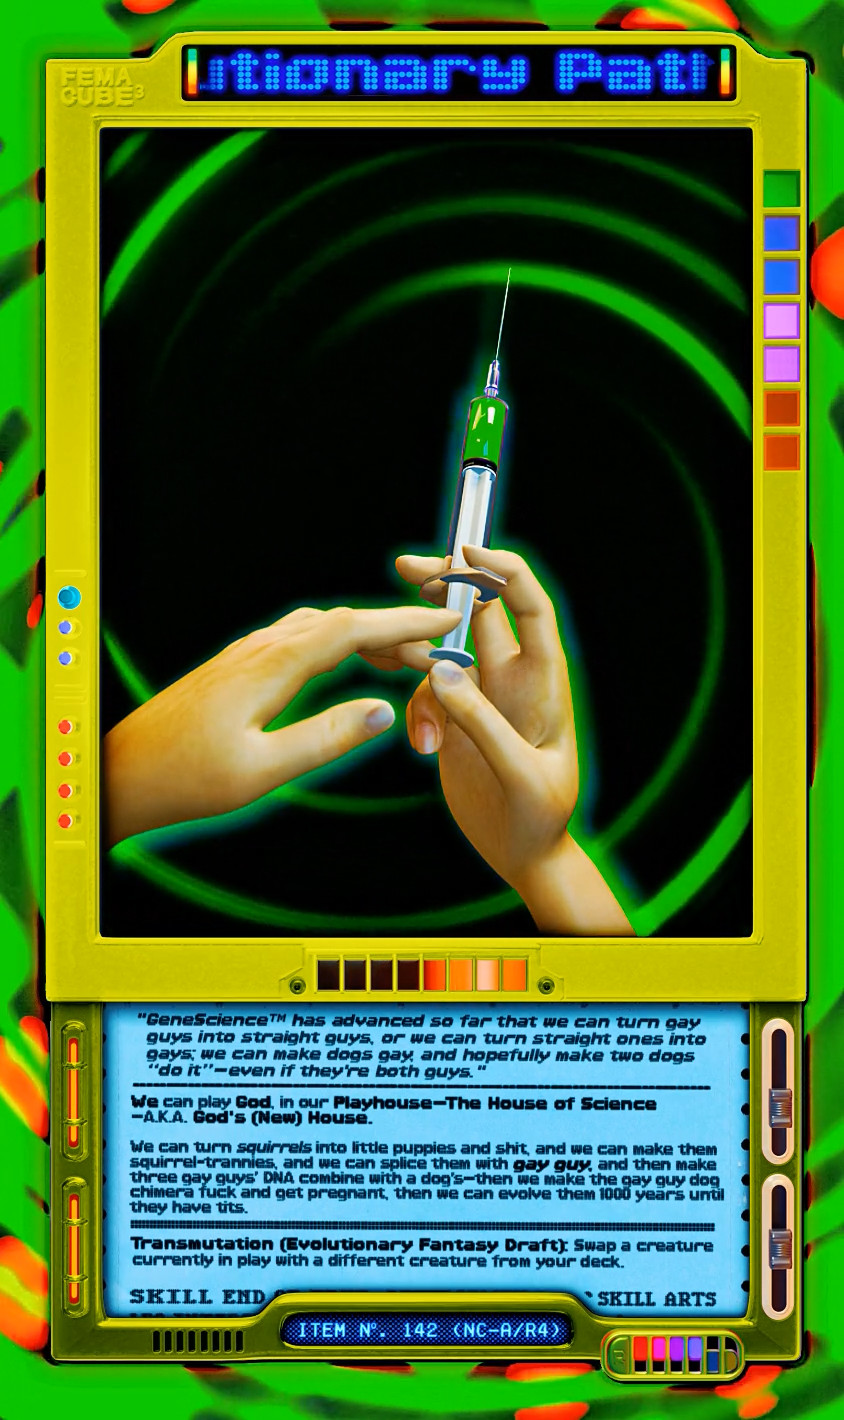 FEMA
CUBE³
utionary Path
"GeneScience™ has advanced so far that we can turn gay
guys into straight guys, or we can turn straight ones into
gays; we can make dogs gay, and hopefully make two dogs
"do it"—even if they're both guys."
We can play God, in our Playhouse—The House of Science
—A.K.A. God's (New) House.
We can turn squirrels into little puppies and shit, and we can make them
squirrel-trannies, and we can splice them with gay guy, and then make
three gay guys' DNA combine with a dog's—then we make the gay guy dog
chimera fuck and get pregnant, then we can evolve them 1000 years until
they have tits.
Transmutation (Evolutionary Fantasy Draft): Swap a creature
currently in play with a different creature from your deck.
SKILL END SKILL ARTS
ITEM Nº. 142 (NC-A/R4)